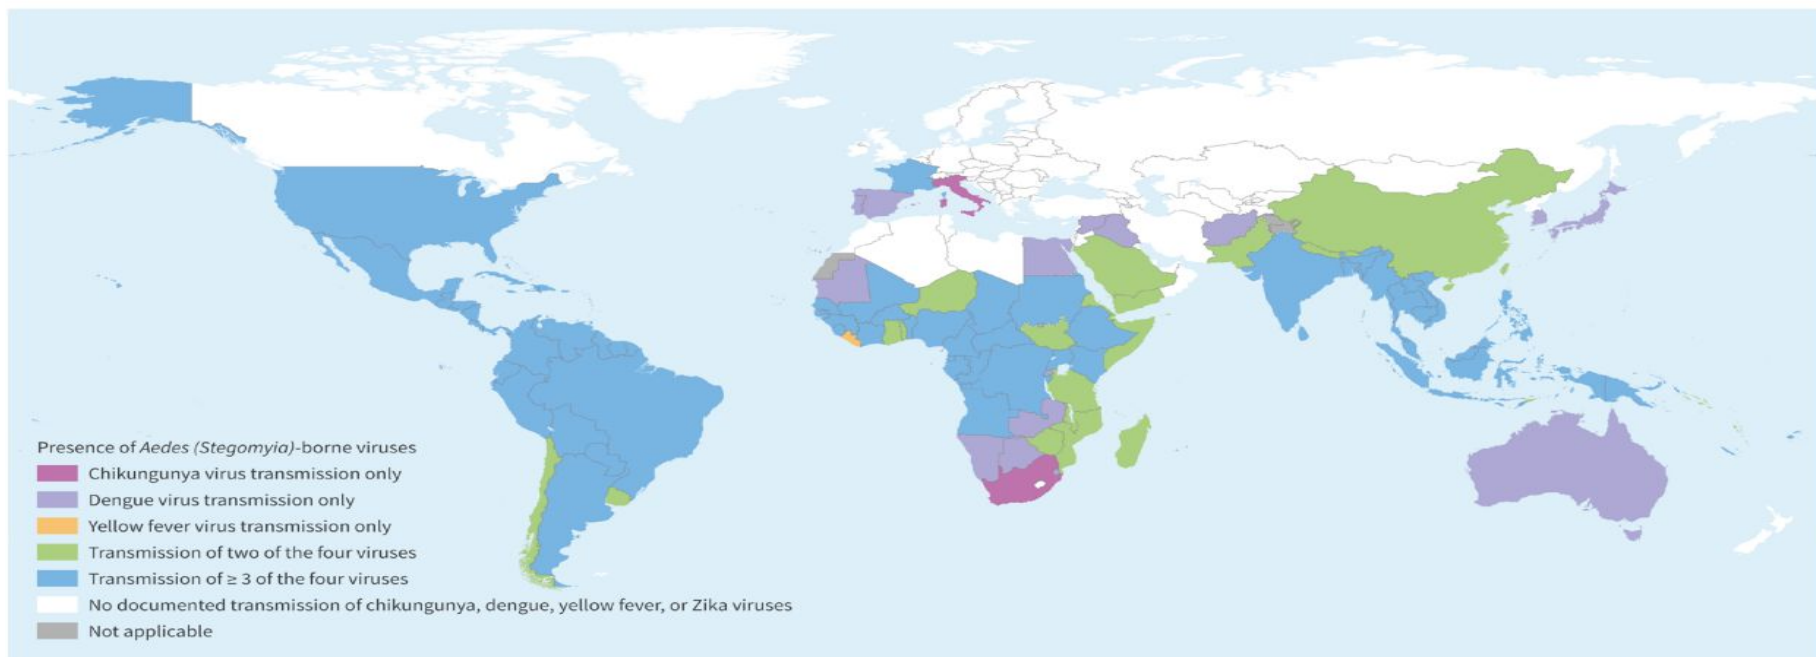 Presence of Aedes (Stegomyia)-borne viruses
Chikungunya virus transmission only
Dengue virus transmission only
Yellow fever virus transmission only
Transmission of two of the four viruses
Transmission of ≥ 3 of the four viruses
No documented transmission of chikungunya, dengue, yellow fever, or Zika viruses
Not applicable